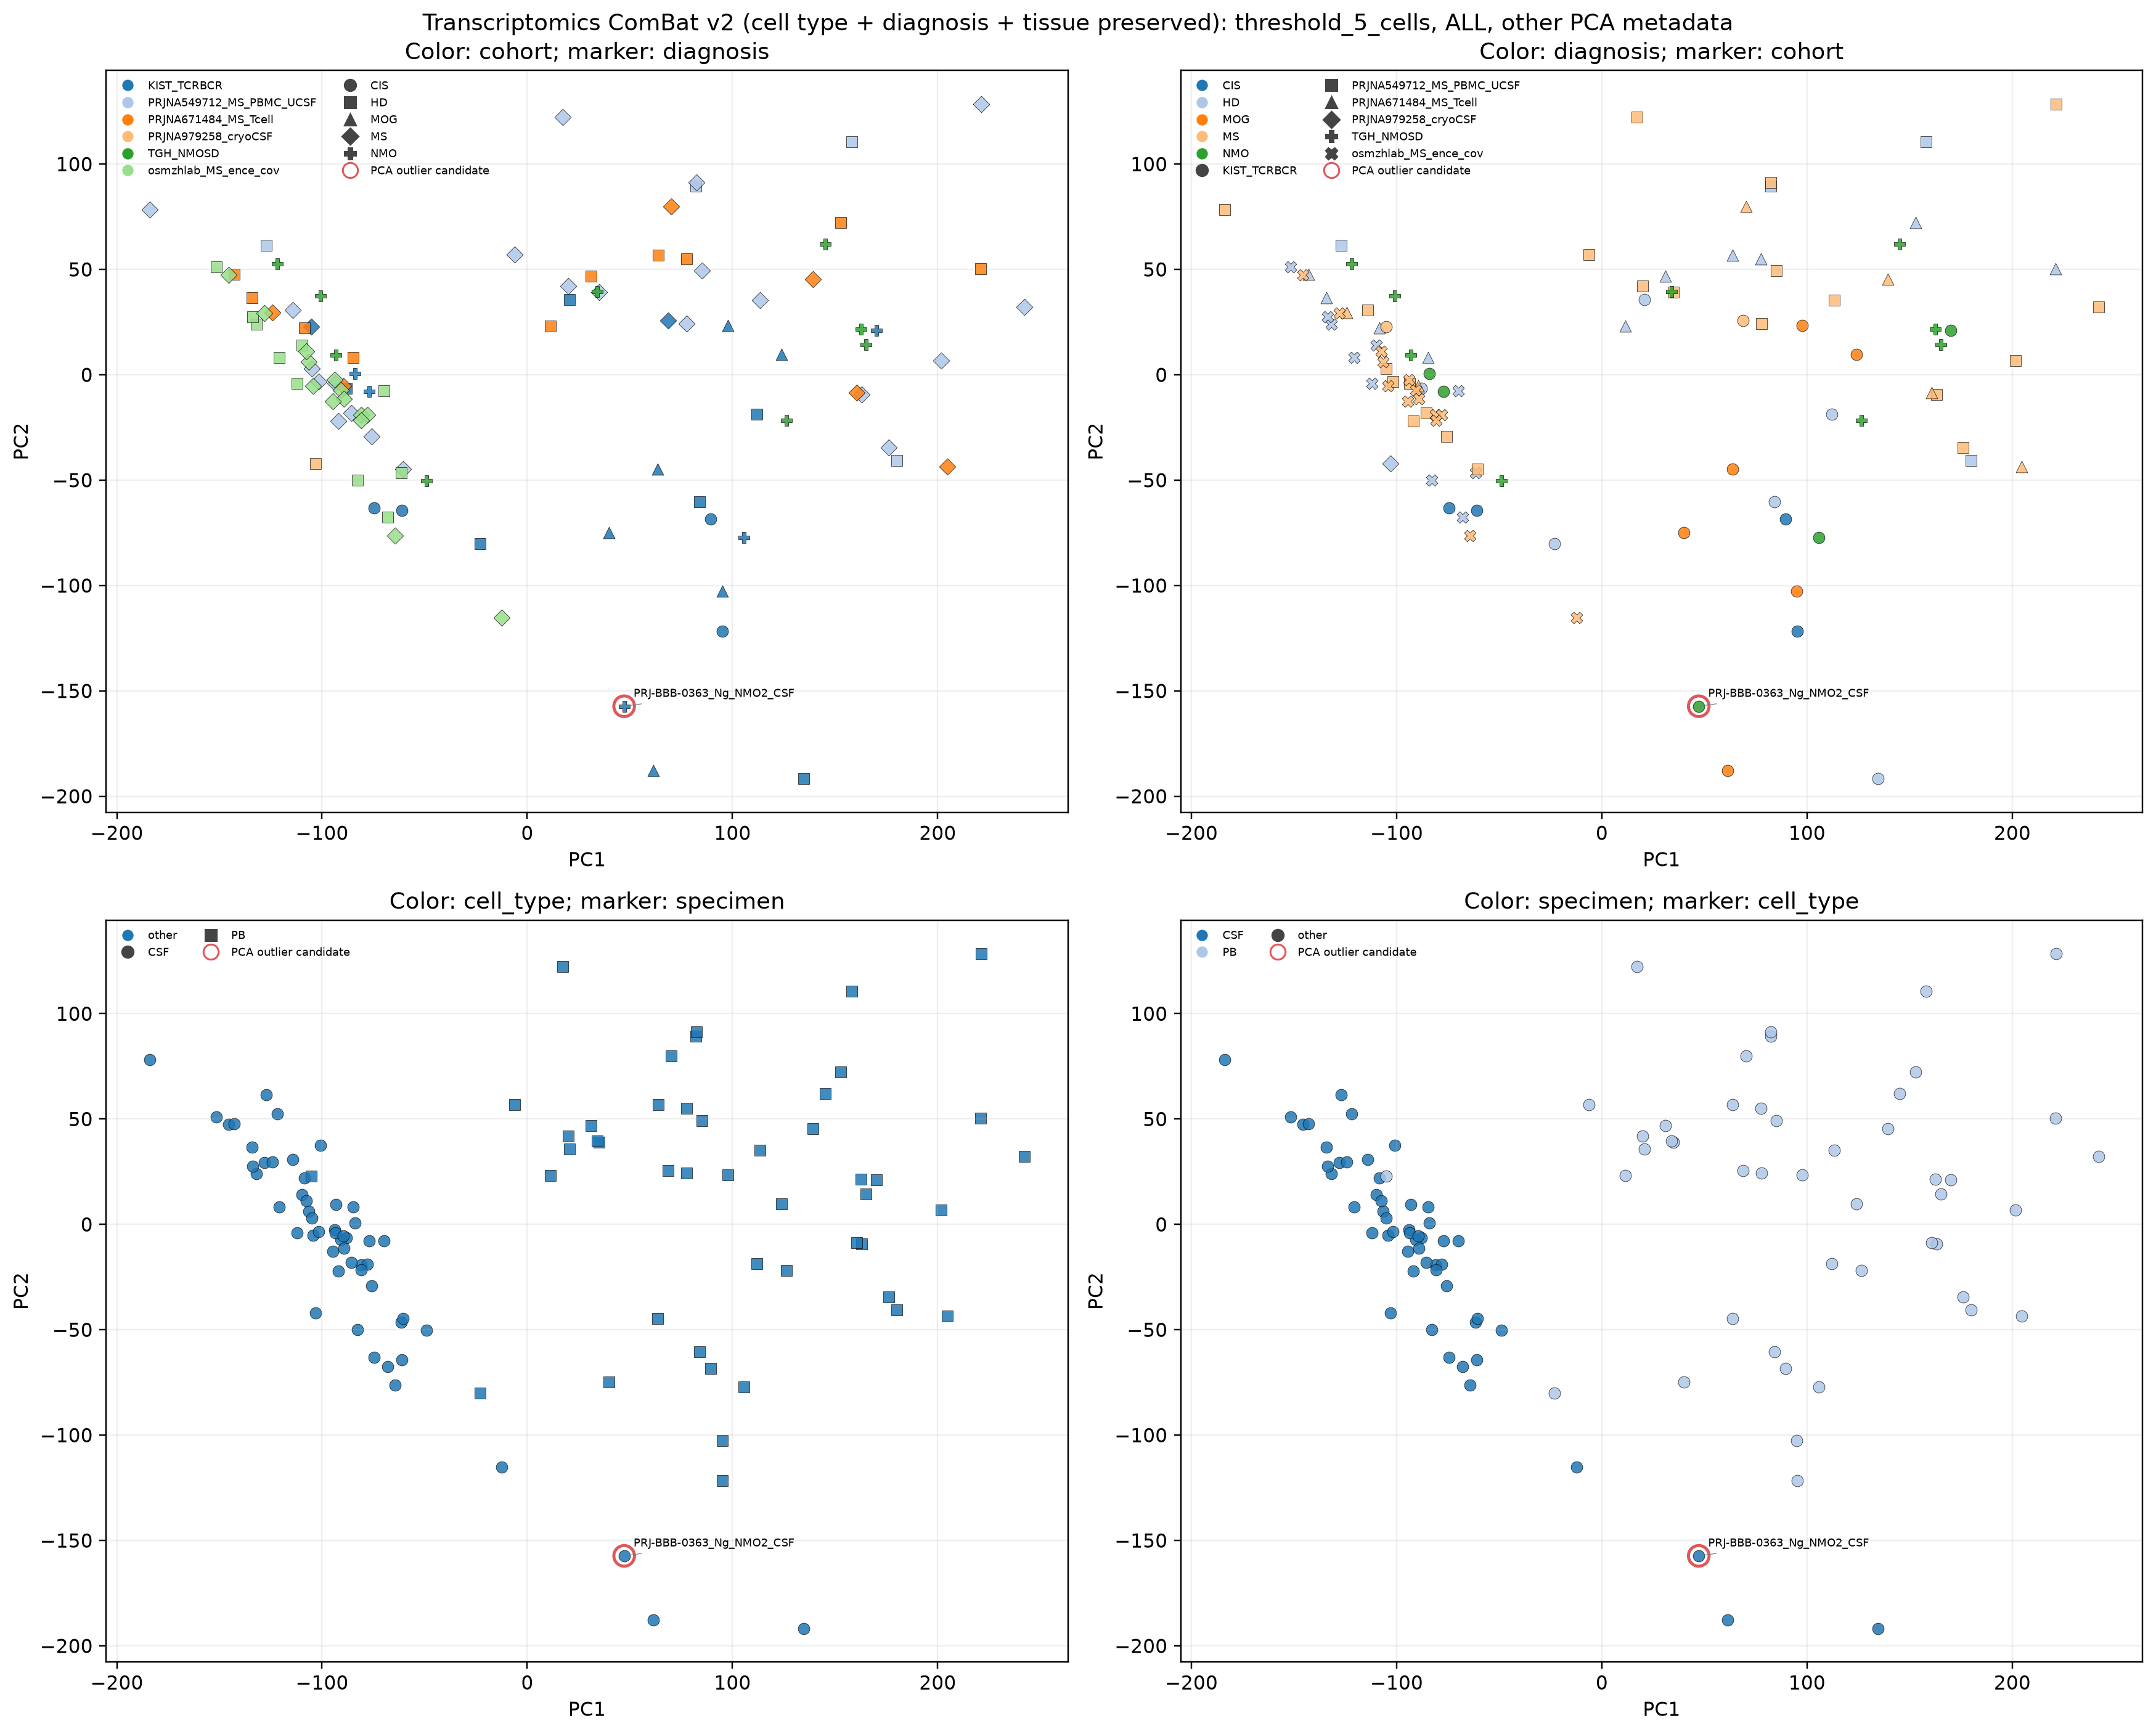 Transcriptomics ComBat v2 (cell type + diagnosis + tissue preserved): threshold_5_cells, ALL, other PCA metadata
Color: cohort; marker: diagnosis
KIST_TCRBCR
PRJNA549712_MS_PBMC_UCSF
PRJNA671484_MS_Tcell
PRJNA979258_cryoCSF
TGH_NMOSD
osmzhlab_MS_ence_cov
CIS
HD
MOG
MS
NMO
PCA outlier candidate
PRJ-BBB-0363_Ng_NMO2_CSF
100
50
0
−50
−100
−150
−200
PC2
−200 −100 0 100 200
PC1
Color: diagnosis; marker: cohort
CIS
HD
MOG
MS
NMO
KIST_TCRBCR
PRJNA549712_MS_PBMC_UCSF
PRJNA671484_MS_Tcell
PRJNA979258_cryoCSF
TGH_NMOSD
osmzhlab_MS_ence_cov
PCA outlier candidate
PRJ-BBB-0363_Ng_NMO2_CSF
100
50
0
−50
−100
−150
−200
PC2
−200 −100 0 100 200
PC1
Color: cell_type; marker: specimen
other
CSF
PB
PCA outlier candidate
PRJ-BBB-0363_Ng_NMO2_CSF
100
50
0
−50
−100
−150
−200
PC2
−200 −100 0 100 200
PC1
Color: specimen; marker: cell_type
CSF
PB
other
PCA outlier candidate
PRJ-BBB-0363_Ng_NMO2_CSF
100
50
0
−50
−100
−150
−200
PC2
−200 −100 0 100 200
PC1